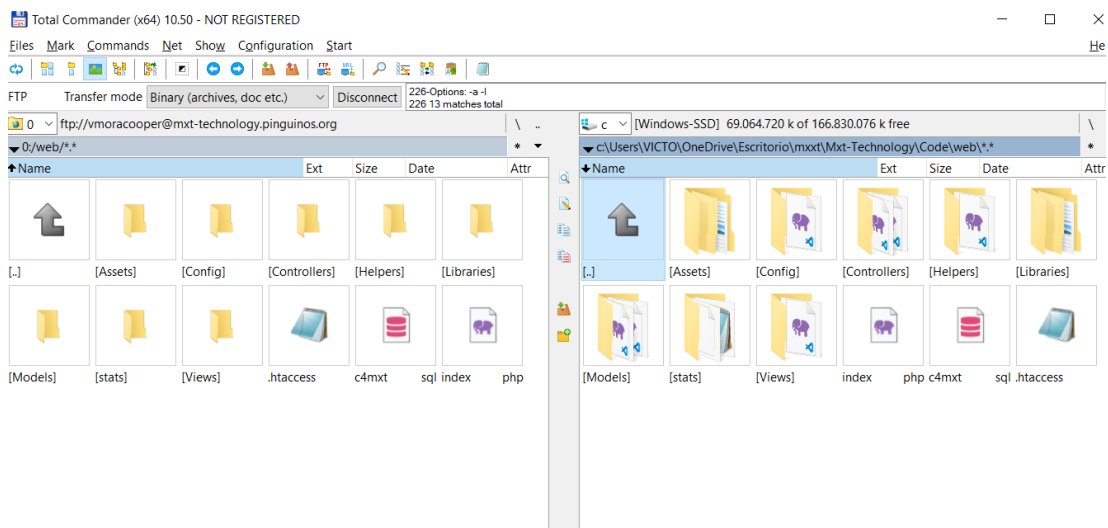 Total Commander (x64) 10.50 - NOT REGISTERED
Files Mark Commands Net Show Configuration Start He
FTP Transfer mode Binary (archives, doc etc.) Disconnect 226-Options: -a -l
226 13 matches total
0 ftp://vmoracooper@mxt-technology.pinguinos.org \ ..
0:/web/*.* *
Name Ext Size Date Attr
[..] [Assets] [Config] [Controllers] [Helpers] [Libraries]
[Models] [stats] [Views] .htaccess c4mxt sql index php
c [Windows-SSD] 69.064.720 k of 166.830.076 k free \
c:\Users\VICTO\OneDrive\Escritorio\mxxt\Mxt-Technology\Code\web\*.* *
Name Ext Size Date Attr
[..] [Assets] [Config] [Controllers] [Helpers] [Libraries]
[Models] [stats] [Views] index php c4mxt sql .htaccess